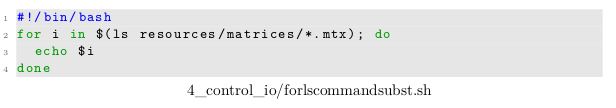 1 #!/bin/bash
2 for i in $(ls resources/matrices/*.mtx); do
3   echo $i
4 done
4_control_io/forlscommandsubst.sh